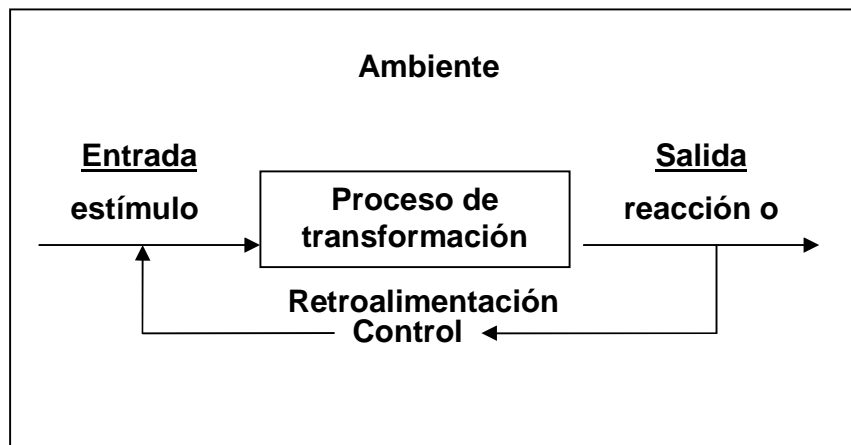 Ambiente
Entrada
estímulo
Proceso de
transformación
Salida
reacción o
Retroalimentación
Control